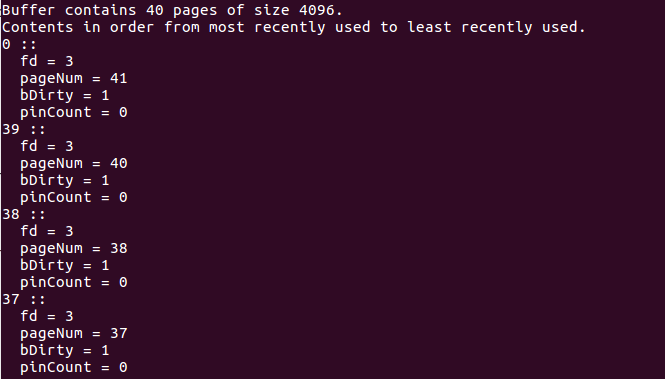 Buffer contains 40 pages of size 4096.
Contents in order from most recently used to least recently used.
0 ::
  fd = 3
  pageNum = 41
  bDirty = 1
  pinCount = 0
39 ::
  fd = 3
  pageNum = 40
  bDirty = 1
  pinCount = 0
38 ::
  fd = 3
  pageNum = 38
  bDirty = 1
  pinCount = 0
37 ::
  fd = 3
  pageNum = 37
  bDirty = 1
  pinCount = 0